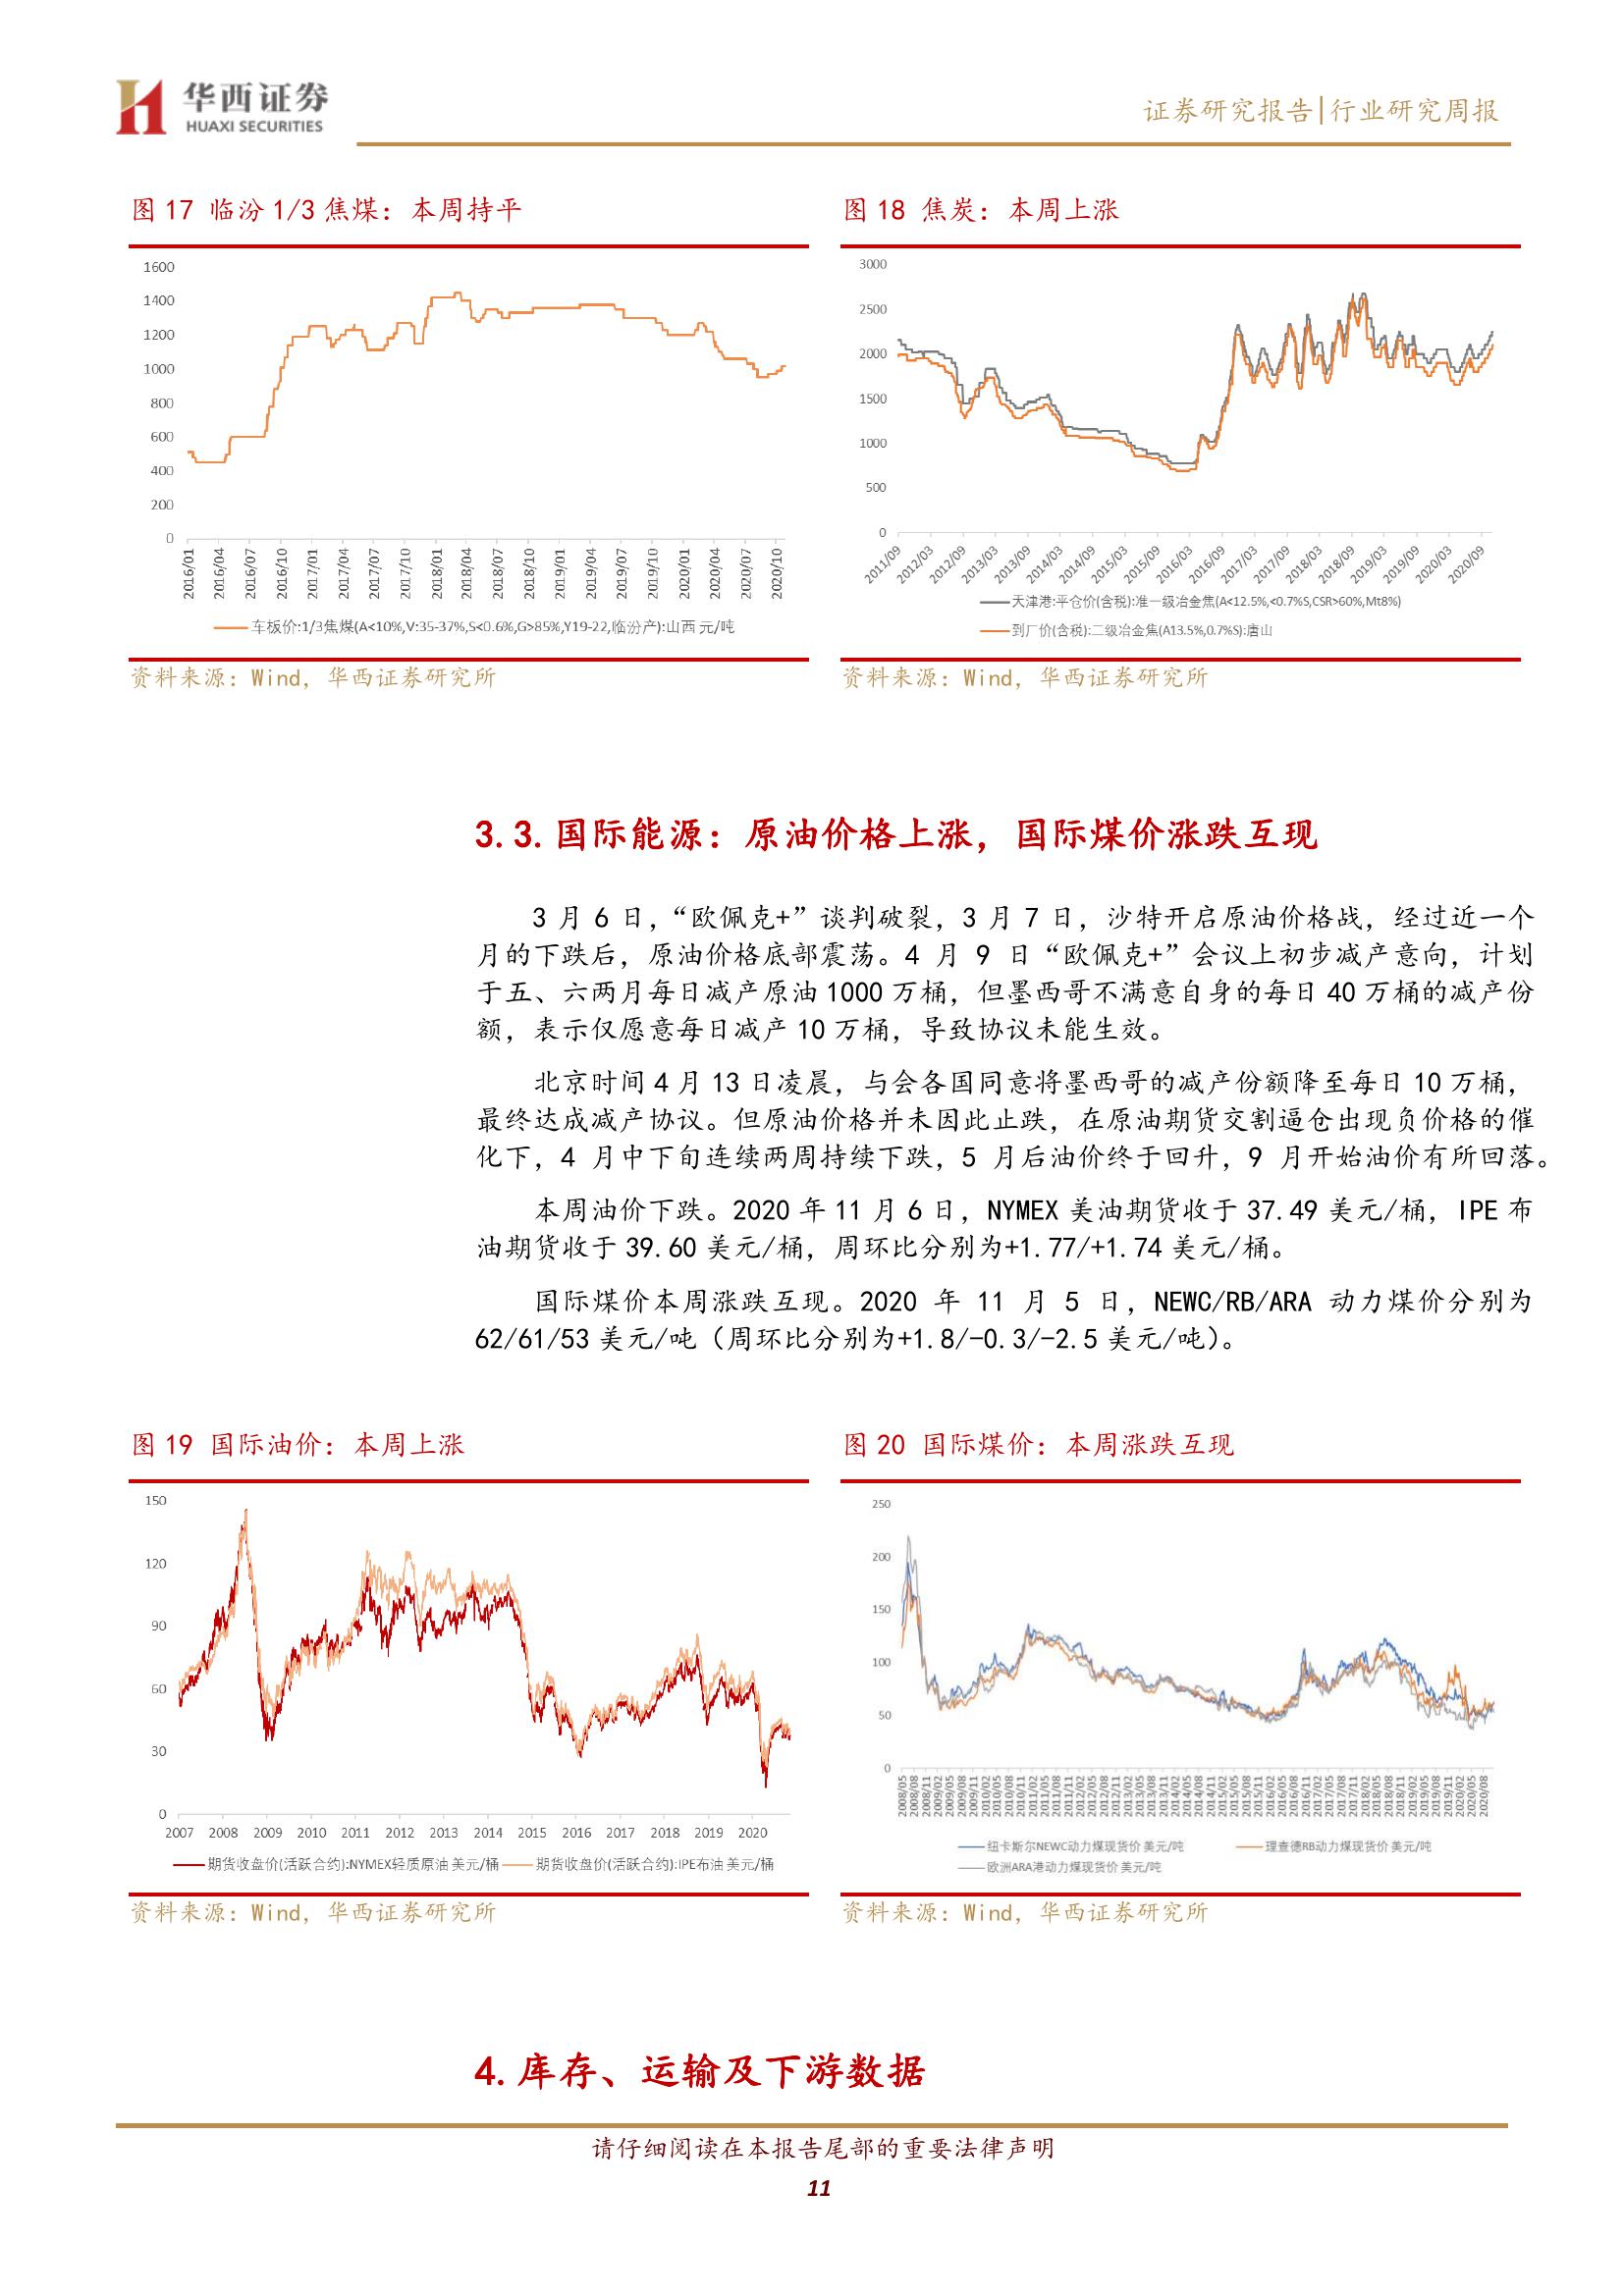 华西证券
HUAXI SECURITIES
证券研究报告|行业研究周报
图 17 临汾 1/3 焦煤：本周持平
1600
1400
1200
1000
800
600
400
200
0
2016/01 2016/04 2016/07 2016/10 2017/01 2017/04 2017/07 2017/10 2018/01 2018/04 2018/07 2018/10 2019/01 2019/04 2019/07 2019/10 2020/01 2020/04 2020/07 2020/10
车板价:1/3焦煤(A<10%,V:35-37%,S<0.6%,G>85%,Y19-22,临汾产):山西 元/吨
资料来源：Wind，华西证券研究所
图 18 焦炭：本周上涨
3000
2500
2000
1500
1000
500
0
2011/09 2012/03 2012/09 2013/03 2013/09 2014/03 2014/09 2015/03 2015/09 2016/03 2016/09 2017/03 2017/09 2018/03 2018/09 2019/03 2019/09 2020/03 2020/09
天津港:平仓价(含税):准一级冶金焦(A<12.5%,<0.7%S,CSR>60%,Mt8%)
到厂价(含税):二级冶金焦(A13.5%,0.7%S):唐山
资料来源：Wind，华西证券研究所
3.3.国际能源：原油价格上涨，国际煤价涨跌互现
3 月 6 日，“欧佩克+”谈判破裂，3 月 7 日，沙特开启原油价格战，经过近一个
月的下跌后，原油价格底部震荡。4 月 9 日“欧佩克+”会议上初步减产意向，计划
于五、六两月每日减产原油 1000 万桶，但墨西哥不满意自身的每日 40 万桶的减产份
额，表示仅愿意每日减产 10 万桶，导致协议未能生效。
北京时间 4 月 13 日凌晨，与会各国同意将墨西哥的减产份额降至每日 10 万桶，
最终达成减产协议。但原油价格并未因此止跌，在原油期货交割逼仓出现负价格的催
化下，4 月中下旬连续两周持续下跌，5 月后油价终于回升，9 月开始油价有所回落。
本周油价下跌。2020 年 11 月 6 日，NYMEX 美油期货收于 37.49 美元/桶，IPE 布
油期货收于 39.60 美元/桶，周环比分别为+1.77/+1.74 美元/桶。
国际煤价本周涨跌互现。2020 年 11 月 5 日，NEWC/RB/ARA 动力煤价分别为
62/61/53 美元/吨（周环比分别为+1.8/-0.3/-2.5 美元/吨）。
图 19 国际油价：本周上涨
150
120
90
60
30
0
2007 2008 2009 2010 2011 2012 2013 2014 2015 2016 2017 2018 2019 2020
期货收盘价(活跃合约):NYMEX轻质原油 美元/桶 期货收盘价(活跃合约):IPE布油 美元/桶
资料来源：Wind，华西证券研究所
图 20 国际煤价：本周涨跌互现
250
200
150
100
50
0
2008/05 2008/08 2008/11 2009/02 2009/05 2009/08 2009/11 2010/02 2010/05 2010/08 2010/11 2011/02 2011/05 2011/08 2011/11 2012/02 2012/05 2012/08 2012/11 2013/02 2013/05 2013/08 2013/11 2014/02 2014/05 2014/08 2014/11 2015/02 2015/05 2015/08 2015/11 2016/02 2016/05 2016/08 2016/11 2017/02 2017/05 2017/08 2017/11 2018/02 2018/05 2018/08 2018/11 2019/02 2019/05 2019/08 2019/11 2020/02 2020/05 2020/08
纽卡斯尔NEWC动力煤现货价 美元/吨 理查德RB动力煤现货价 美元/吨
欧洲ARA港动力煤现货价 美元/吨
资料来源：Wind，华西证券研究所
4.库存、运输及下游数据
请仔细阅读在本报告尾部的重要法律声明
11